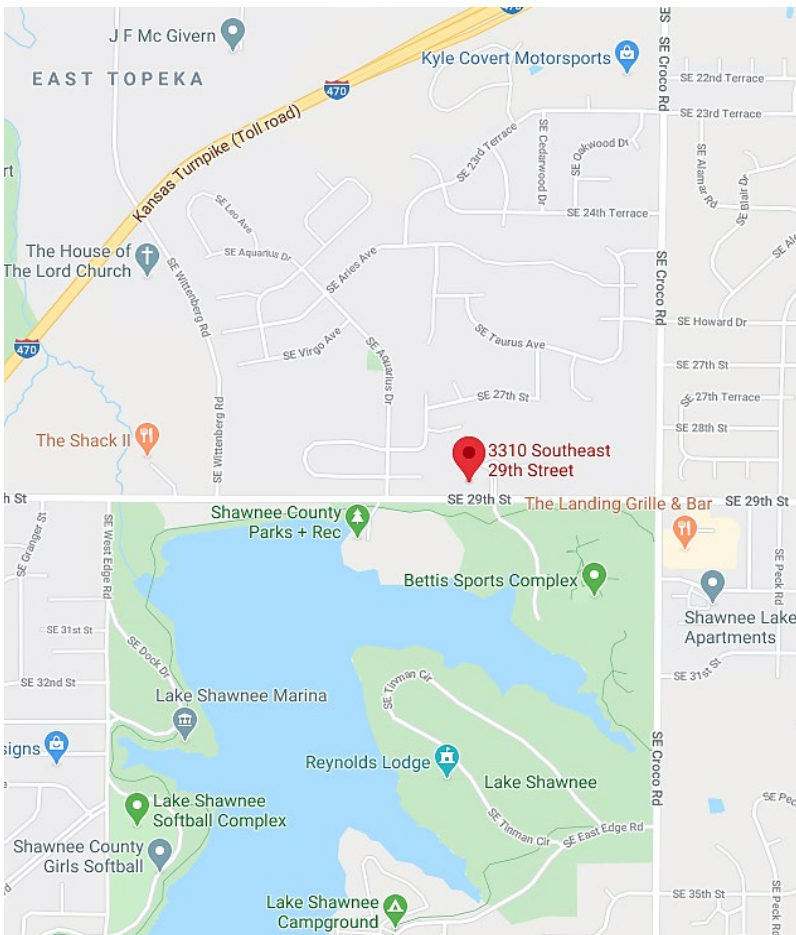 J F Mc Givern
470
Kyle Covert Motorsports
SE Croco Rd
SE
EAST TOPEKA
470
SE 22nd Terrace
SE 23rd Terrace
Kansas Turnpike (Toll road)
SE 23rd Terrace
SE Cedarwood Dr
SE Oakwood Dr
SE Alamar Rd
SE Blair Dr
rt
SE Leo Ave
SE 24th Terrace
SE Aquarius Dr
SE Aries Ave
The House of
The Lord Church
SE Wittenberg Rd
SE Croco Rd
SE Howard Dr
470
SE Virgo Ave
SE Taurus Ave
SE Aquarius Dr
SE 27th St
SE 27th St
SE 27th Terrace
SE Wittenberg Rd
SE 28th St
The Shack II
3310 Southeast
29th Street
th St
SE 29th St
The Landing Grille & Bar
SE 29th St
Shawnee County
Parks + Rec
SE Granger St
SE West Edge Rd
Bettis Sports Complex
SE Peck Rd
Shawnee Lake
Apartments
SE 31st St
SE Dock Dr
SE 31st St
SE 32nd St
SE Tinman Cir
Lake Shawnee Marina
signs
Reynolds Lodge
Lake Shawnee
SE Croco Rd
Lake Shawnee
Softball Complex
SE Tinman Cir
SE East Edge Rd
SE Pec
Shawnee County
Girls Softball
Lake Shawnee
Campground
SE 35th St